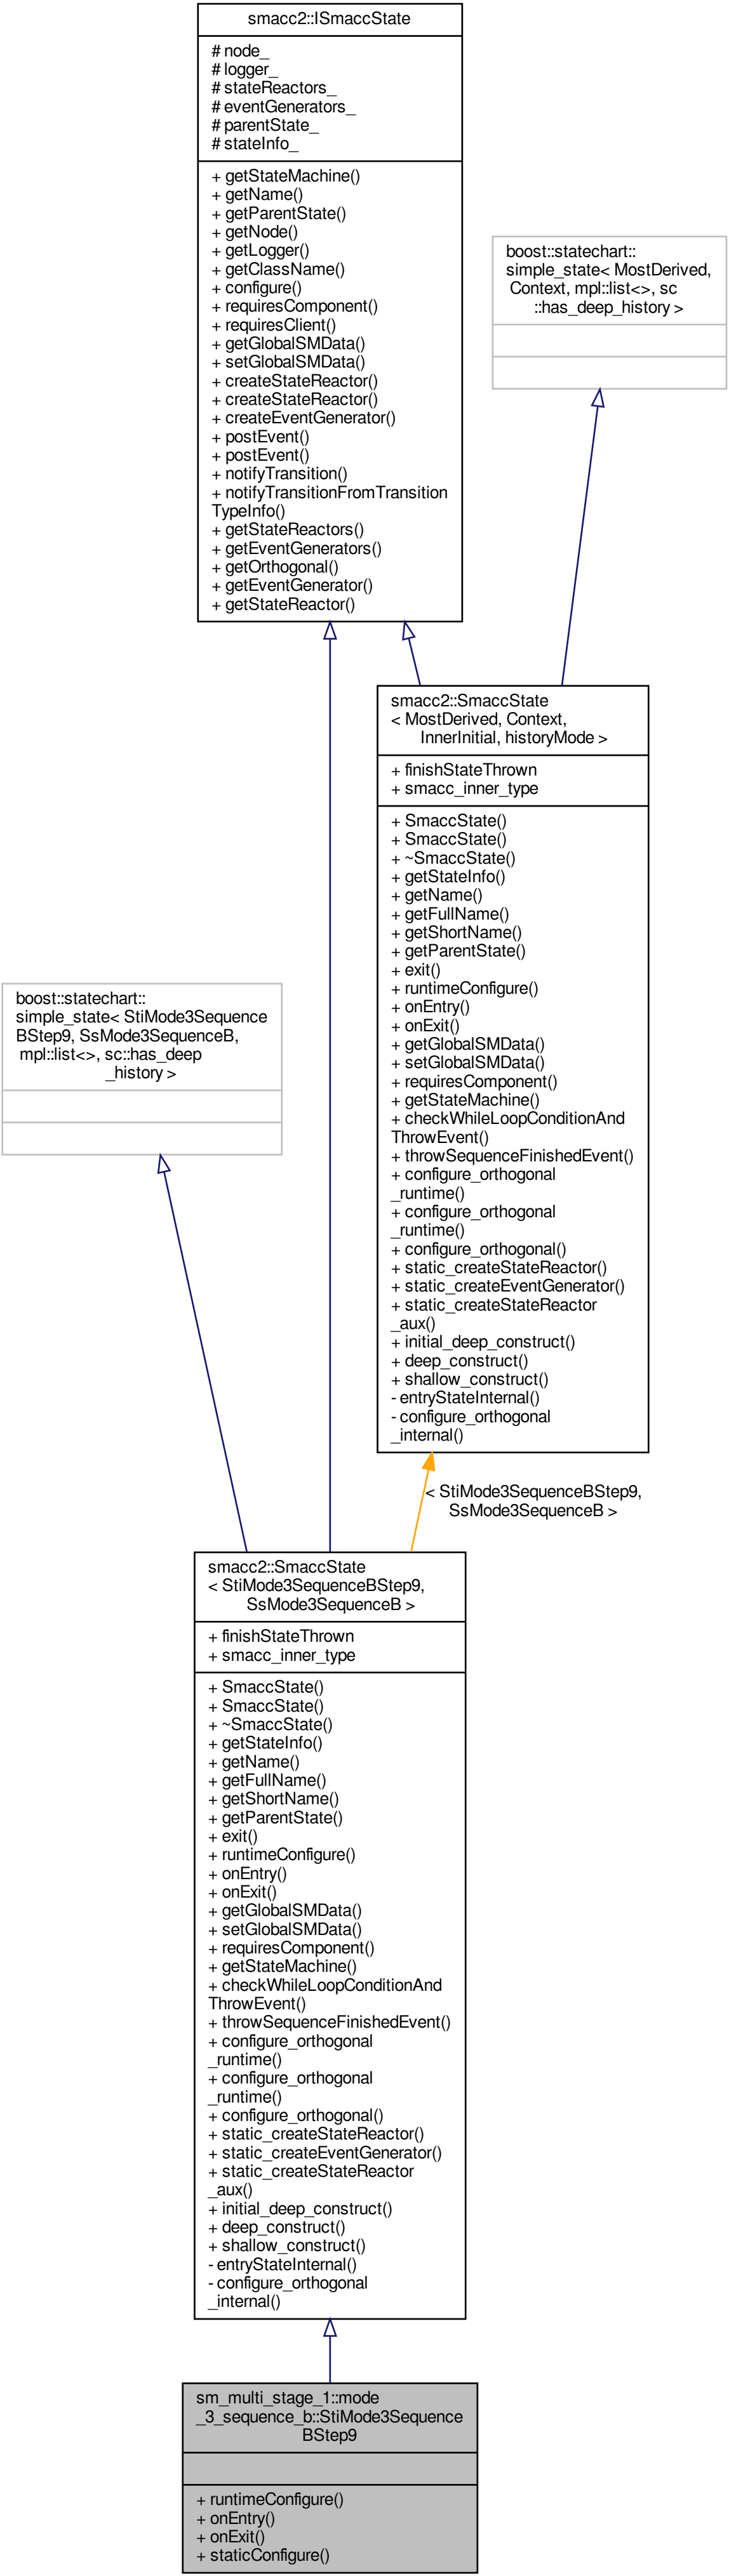 smacc2::ISmaccState
# node_
# logger_
# stateReactors_
# eventGenerators_
# parentState_
# stateInfo_
+ getStateMachine()
+ getName()
+ getParentState()
+ getNode()
+ getLogger()
+ getClassName()
+ configure()
+ requiresComponent()
+ requiresClient()
+ getGlobalSMData()
+ setGlobalSMData()
+ createStateReactor()
+ createStateReactor()
+ createEventGenerator()
+ postEvent()
+ postEvent()
+ notifyTransition()
+ notifyTransitionFromTransition
TypeInfo()
+ getStateReactors()
+ getEventGenerators()
+ getOrthogonal()
+ getEventGenerator()
+ getStateReactor()
boost::statechart::
simple_state< MostDerived,
Context, mpl::list<>, sc
::has_deep_history >
smacc2::SmaccState
< MostDerived, Context,
InnerInitial, historyMode >
+ finishStateThrown
+ smacc_inner_type
+ SmaccState()
+ SmaccState()
+ ~SmaccState()
+ getStateInfo()
+ getName()
+ getFullName()
+ getShortName()
+ getParentState()
+ exit()
+ runtimeConfigure()
+ onEntry()
+ onExit()
+ getGlobalSMData()
+ setGlobalSMData()
+ requiresComponent()
+ getStateMachine()
+ checkWhileLoopConditionAnd
ThrowEvent()
+ throwSequenceFinishedEvent()
+ configure_orthogonal
_runtime()
+ configure_orthogonal
_runtime()
+ configure_orthogonal()
+ static_createStateReactor()
+ static_createEventGenerator()
+ static_createStateReactor
_aux()
+ initial_deep_construct()
+ deep_construct()
+ shallow_construct()
- entryStateInternal()
- configure_orthogonal
_internal()
boost::statechart::
simple_state< StiMode3Sequence
BStep9, SsMode3SequenceB,
mpl::list<>, sc::has_deep
_history >
< StiMode3SequenceBStep9,
SsMode3SequenceB >
smacc2::SmaccState
< StiMode3SequenceBStep9,
SsMode3SequenceB >
+ finishStateThrown
+ smacc_inner_type
+ SmaccState()
+ SmaccState()
+ ~SmaccState()
+ getStateInfo()
+ getName()
+ getFullName()
+ getShortName()
+ getParentState()
+ exit()
+ runtimeConfigure()
+ onEntry()
+ onExit()
+ getGlobalSMData()
+ setGlobalSMData()
+ requiresComponent()
+ getStateMachine()
+ checkWhileLoopConditionAnd
ThrowEvent()
+ throwSequenceFinishedEvent()
+ configure_orthogonal
_runtime()
+ configure_orthogonal
_runtime()
+ configure_orthogonal()
+ static_createStateReactor()
+ static_createEventGenerator()
+ static_createStateReactor
_aux()
+ initial_deep_construct()
+ deep_construct()
+ shallow_construct()
- entryStateInternal()
- configure_orthogonal
_internal()
sm_multi_stage_1::mode
_3_sequence_b::StiMode3Sequence
BStep9
+ runtimeConfigure()
+ onEntry()
+ onExit()
+ staticConfigure()